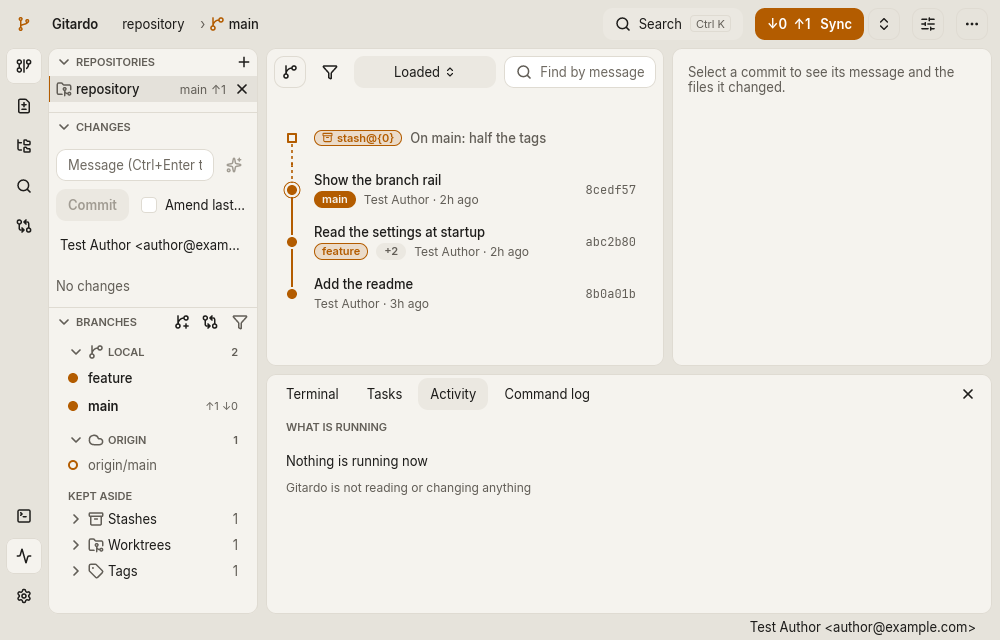 Gitardo
repository
main
Search Ctrl K
↓0 ↑1 Sync
REPOSITORIES
repository main ↑1
CHANGES
Message (Ctrl+Enter t
Commit
Amend last...
Test Author <author@exam...
No changes
BRANCHES
LOCAL 2
feature
main ↑1 ↓0
ORIGIN 1
origin/main
KEPT ASIDE
Stashes 1
Worktrees 1
Tags 1
Loaded
Find by message
stash@{0} On main: half the tags
Show the branch rail
main Test Author · 2h ago
8cedf57
Read the settings at startup
feature +2 Test Author · 2h ago
abc2b80
Add the readme
Test Author · 3h ago
8b0a01b
Select a commit to see its message and the
files it changed.
Terminal Tasks Activity Command log
WHAT IS RUNNING
Nothing is running now
Gitardo is not reading or changing anything
Test Author <author@example.com>